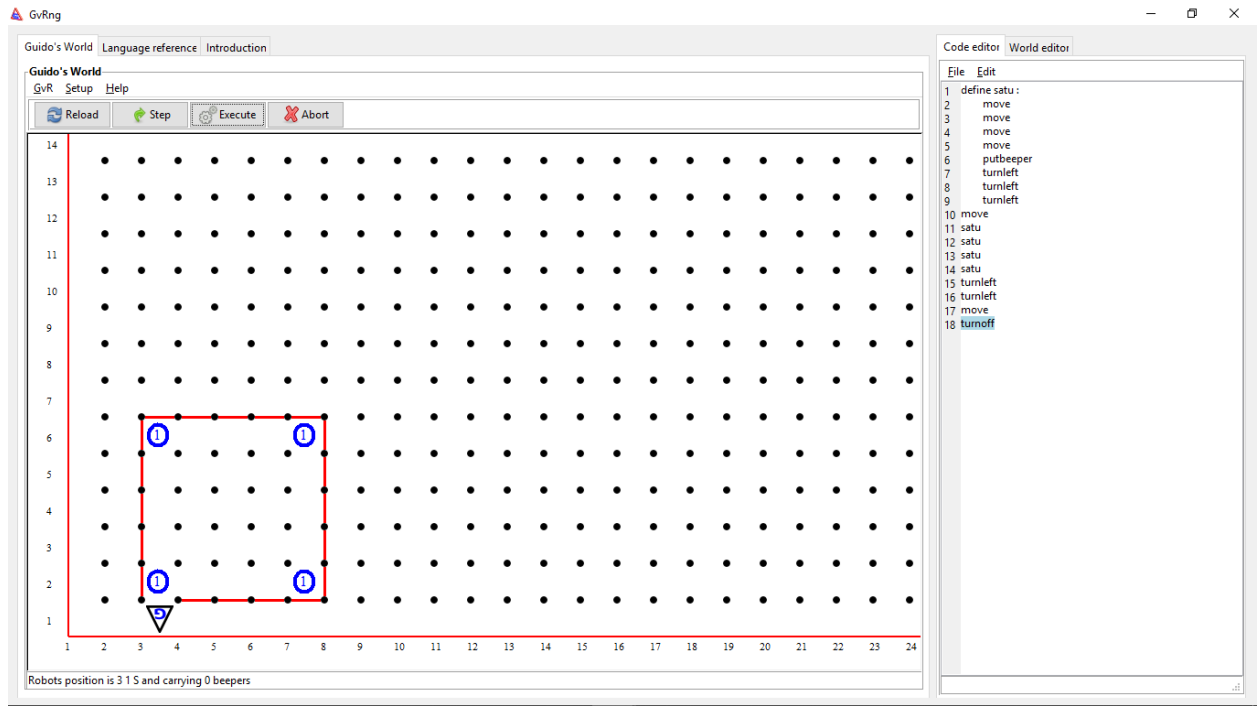 GvRng
Guido's World Language reference Introduction
Guido's World
GvR Setup Help
Reload Step Execute Abort
14
13
12
11
10
9
8
7
6
5
4
3
2
1
1 1
1 1
G
1 2 3 4 5 6 7 8 9 10 11 12 13 14 15 16 17 18 19 20 21 22 23 24
Robots position is 3 1 S and carrying 0 beepers
Code editor World editor
File Edit
1 define satu :
2 move
3 move
4 move
5 move
6 putbeeper
7 turnleft
8 turnleft
9 turnleft
10 move
11 satu
12 satu
13 satu
14 satu
15 turnleft
16 turnleft
17 move
18 turnoff